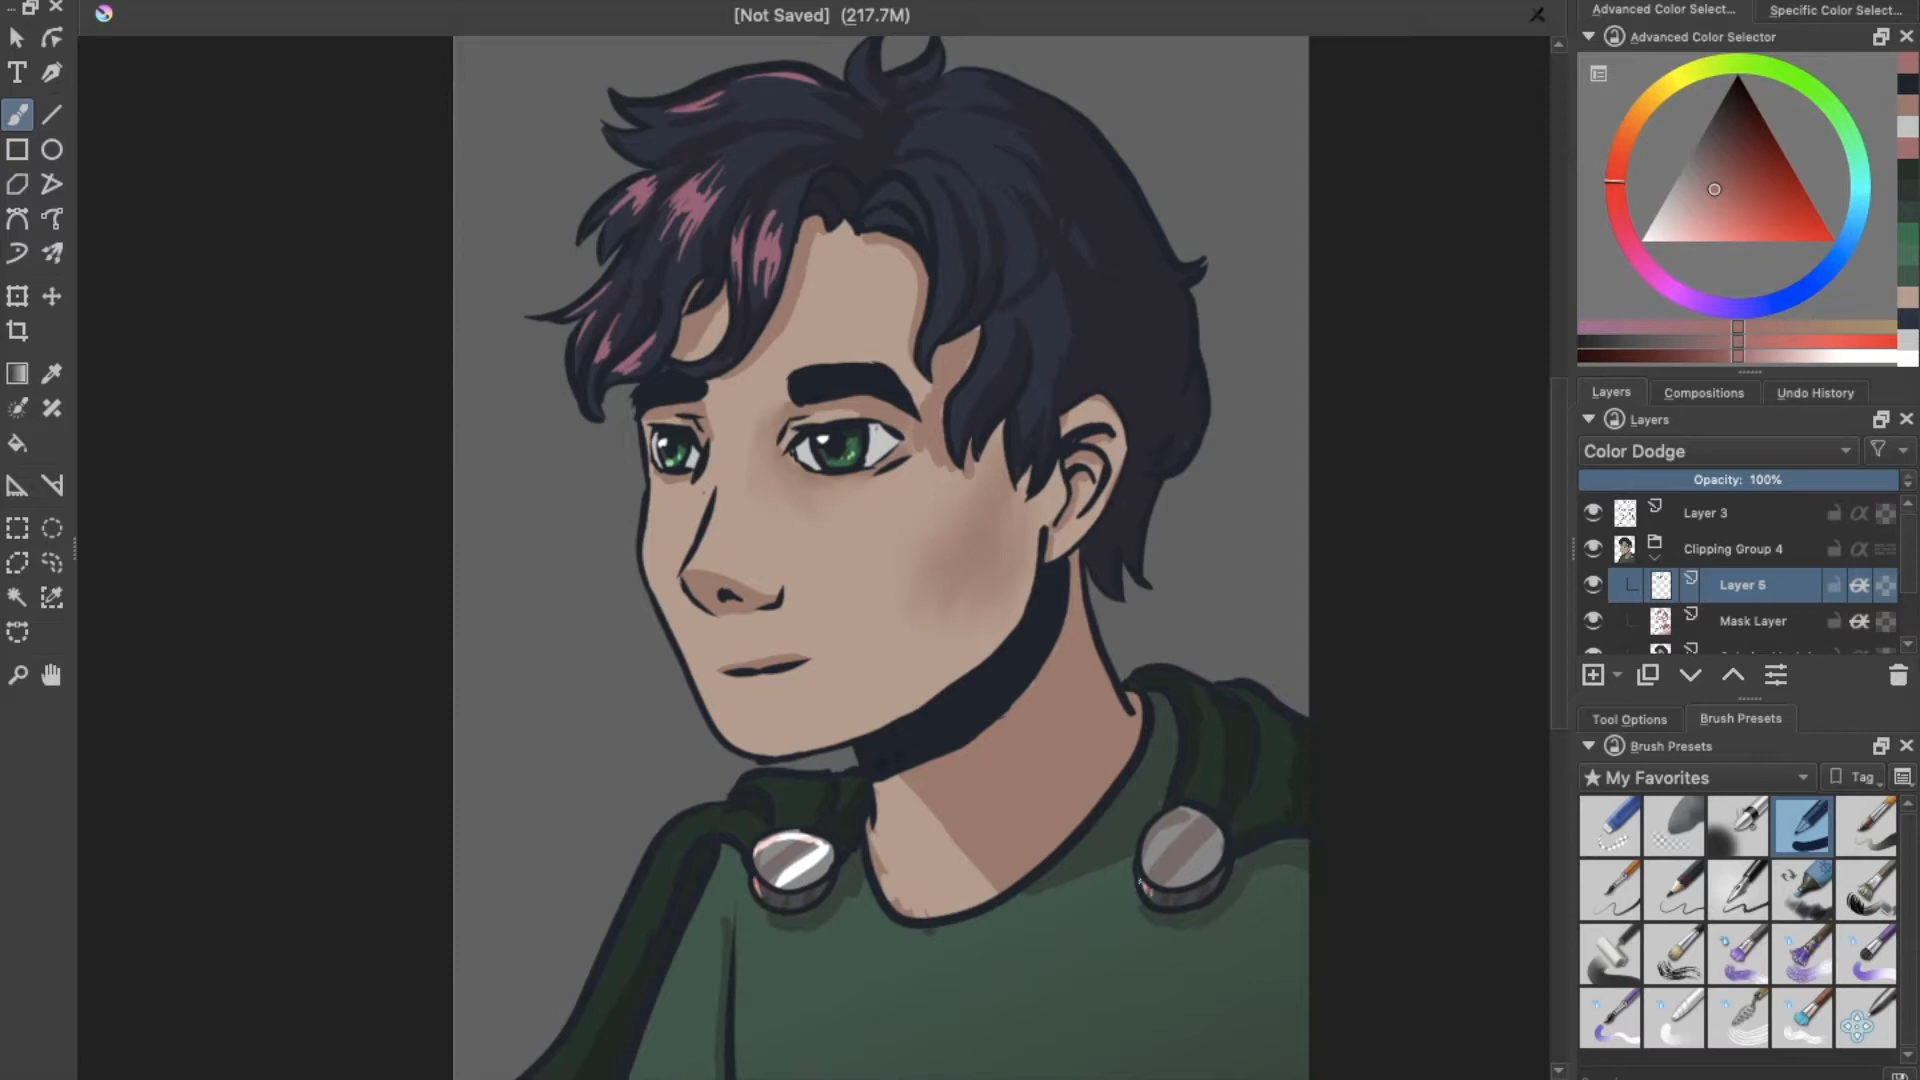 [Not Saved] (217.7M)
Advanced Color Select...
Specific Color Select...
Advanced Color Selector
Layers
Compositions
Undo History
Layers
Color Dodge
Opacity: 100%
Layer 3
Clipping Group 4
Layer 5
Mask Layer
Tool Options
Brush Presets
Brush Presets
★ My Favorites
Tag